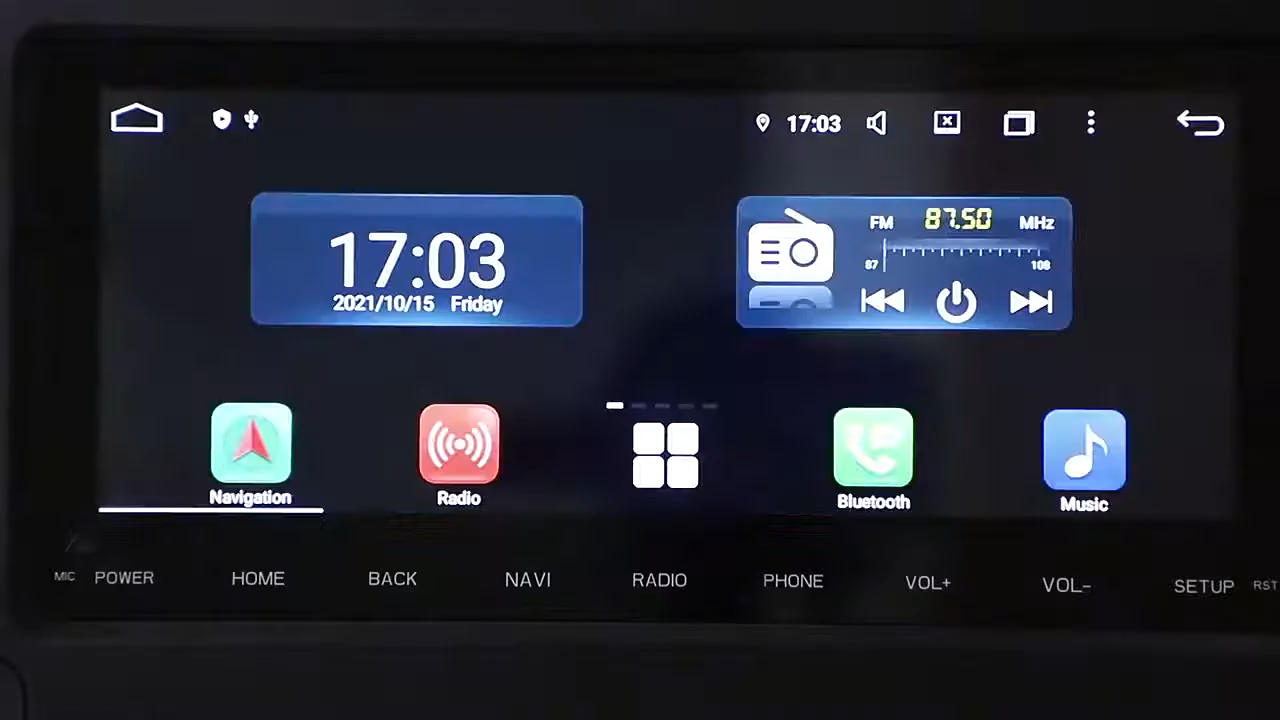 17:03
17:03
2021/10/15 Friday
FM 87.50 MHz
87 108
Navigation
Radio
Bluetooth
Music
MIC POWER HOME BACK NAVI RADIO PHONE VOL+ VOL- SETUP RST